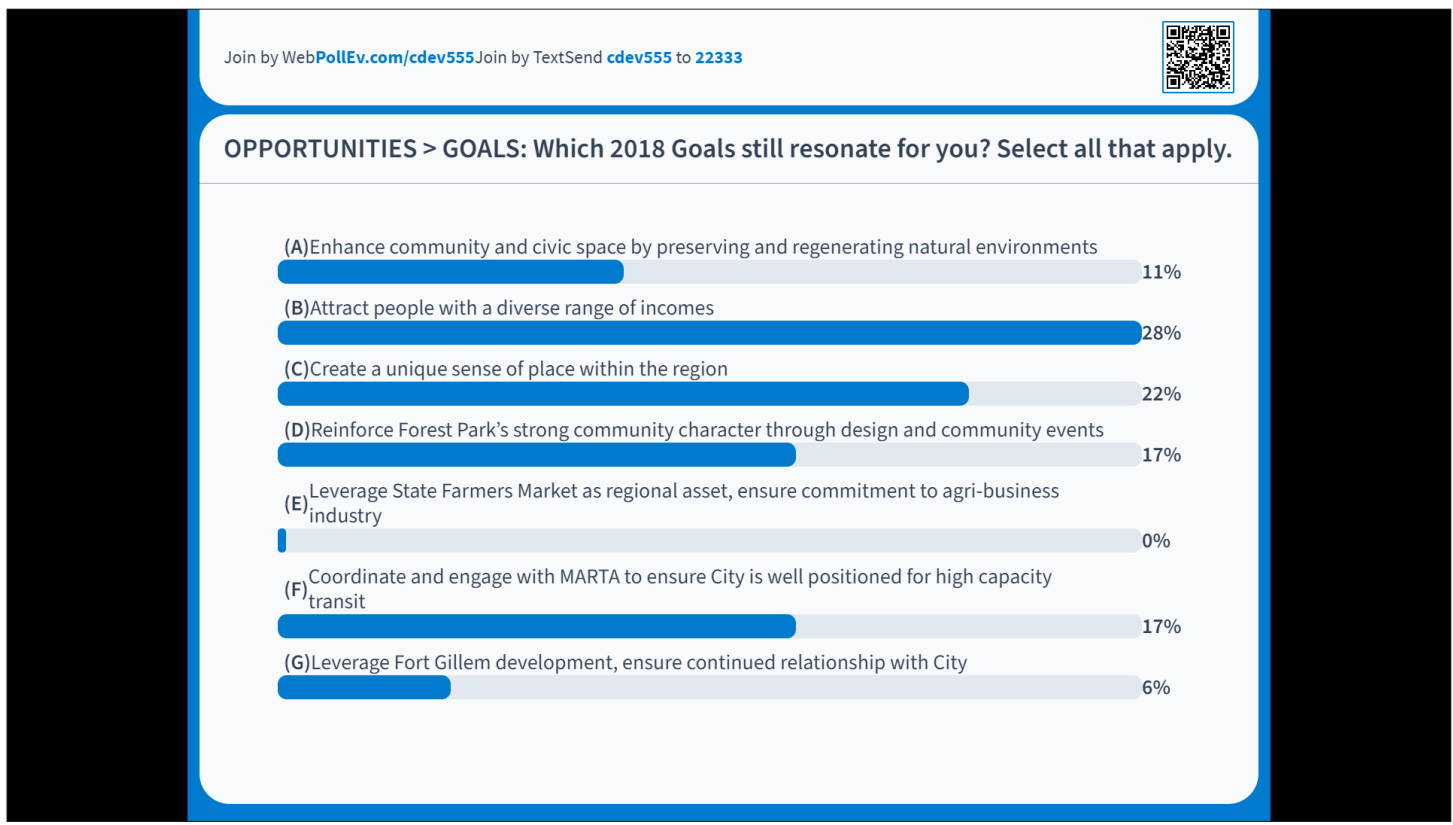 Join by WebPollEv.com/cdev555Join by TextSend cdev555 to 22333
OPPORTUNITIES > GOALS: Which 2018 Goals still resonate for you? Select all that apply.
(A)Enhance community and civic space by preserving and regenerating natural environments
11%
(B)Attract people with a diverse range of incomes
28%
(C)Create a unique sense of place within the region
22%
(D)Reinforce Forest Park’s strong community character through design and community events
17%
(E)Leverage State Farmers Market as regional asset, ensure commitment to agri-business
industry
0%
(F)Coordinate and engage with MARTA to ensure City is well positioned for high capacity
transit
17%
(G)Leverage Fort Gillem development, ensure continued relationship with City
6%